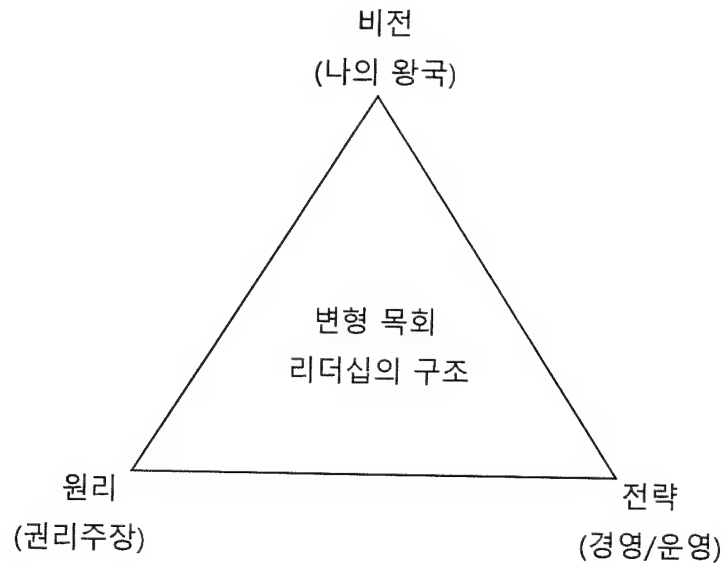 비전
(나의 왕국)
변형 목회
리더십의 구조
원리
(권리주장)
전략
(경영/운영)